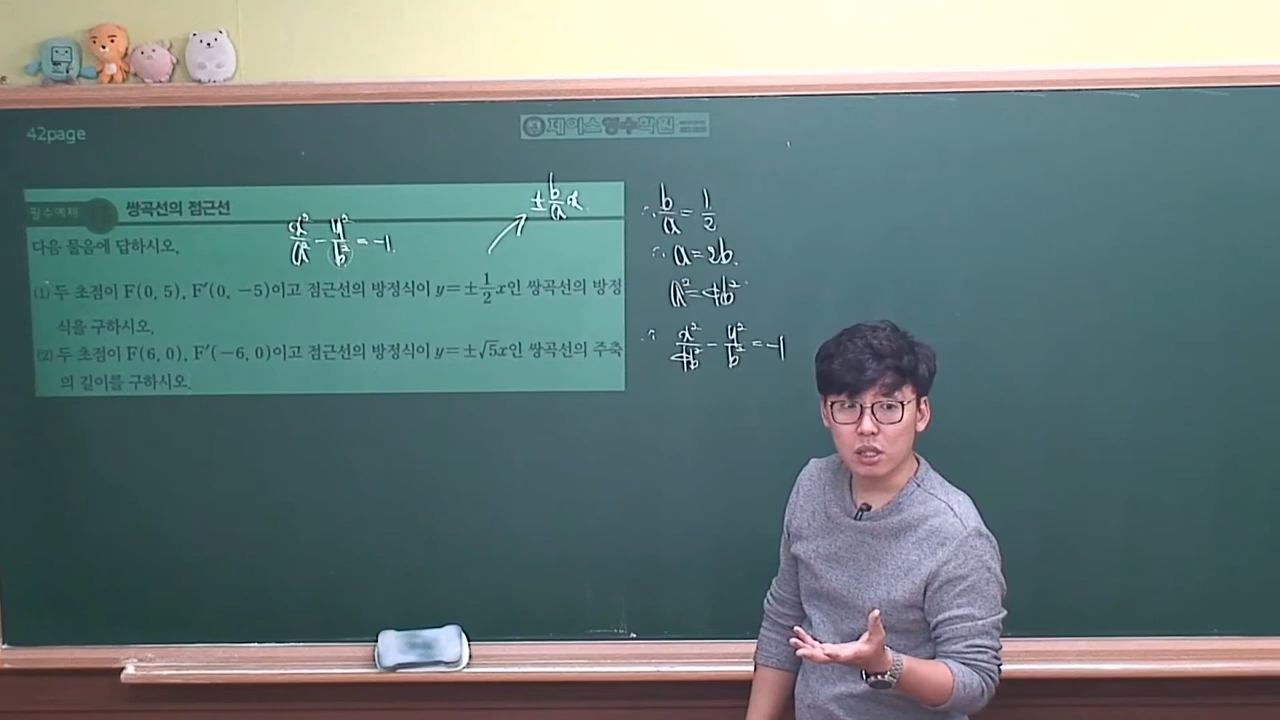 42page
제이스영수학원
필수예제
쌍곡선의 점근선
다음 물음에 답하시오.
x²/a² - y²/b² = -1.
± b/a x.
(1) 두 초점이 F(0, 5), F′(0, −5)이고 점근선의 방정식이 y=±1/2x인 쌍곡선의 방정
식을 구하시오.
(2) 두 초점이 F(6, 0), F′(−6, 0)이고 점근선의 방정식이 y=±√5x인 쌍곡선의 주축
의 길이를 구하시오.
∴ b/a = 1/2
∴ a=2b.
a²=4b²
∴ x²/4b² - y²/b² = -1